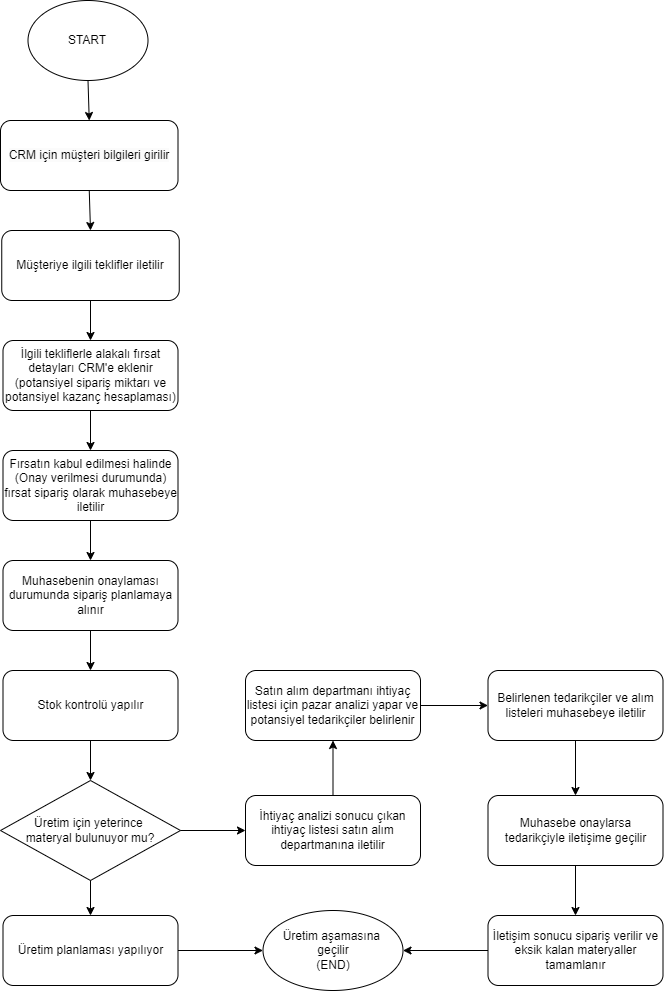 START
CRM için müşteri bilgileri girilir
Müşteriye ilgili teklifler iletilir
İlgili tekliflerle alakalı fırsat
detayları CRM'e eklenir
(potansiyel sipariş miktarı ve
potansiyel kazanç hesaplaması)
Fırsatın kabul edilmesi halinde
(Onay verilmesi durumunda)
fırsat sipariş olarak muhasebeye
iletilir
Muhasebenin onaylaması
durumunda sipariş planlamaya
alınır
Stok kontrolü yapılır
Üretim için yeterince
materyal bulunuyor mu?
İhtiyaç analizi sonucu çıkan
ihtiyaç listesi satın alım
departmanına iletilir
Satın alım departmanı ihtiyaç
listesi için pazar analizi yapar ve
potansiyel tedarikçiler belirlenir
Belirlenen tedarikçiler ve alım
listeleri muhasebeye iletilir
Muhasebe onaylarsa
tedarikçiyle iletişime geçilir
İletişim sonucu sipariş verilir ve
eksik kalan materyaller
tamamlanır
Üretim planlaması yapılıyor
Üretim aşamasına
geçilir
(END)